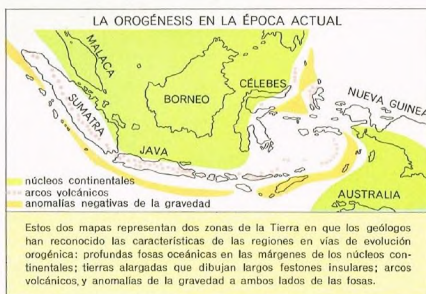 LA OROGÉNESIS EN LA ÉPOCA ACTUAL
MALACA
SUMATRA
BORNEO
CÉLEBES
NUEVA GUINEA
JAVA
AUSTRALIA
núcleos continentales
arcos volcánicos
anomalías negativas de la gravedad
Estos dos mapas representan dos zonas de la Tierra en que los geólogos
han reconocido las características de las regiones en vías de evolución
orogénica: profundas fosas oceánicas en las márgenes de los núcleos con-
tinentales; tierras alargadas que dibujan largos festones insulares; arcos
volcánicos, y anomalías de la gravedad a ambos lados de las fosas.